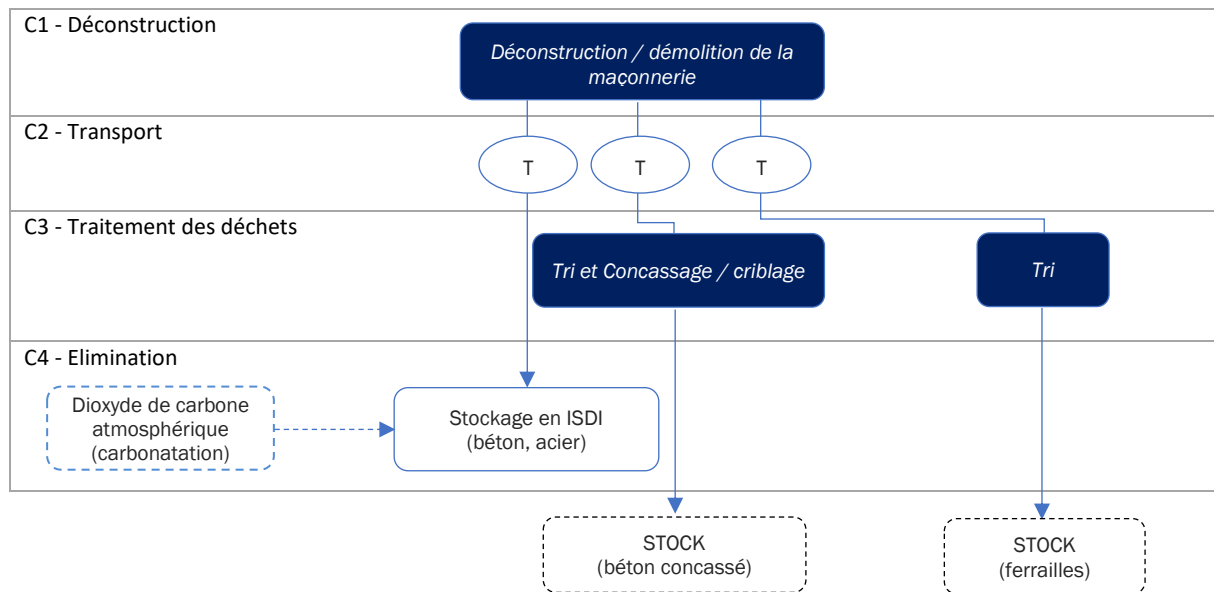 C1 - Déconstruction
Déconstruction / démolition de la
maçonnerie
C2 - Transport
T
T
T
C3 - Traitement des déchets
Tri et Concassage / criblage
Tri
C4 - Elimination
Dioxyde de carbone
atmosphérique
(carbonatation)
Stockage en ISDI
(béton, acier)
STOCK
(béton concassé)
STOCK
(ferrailles)